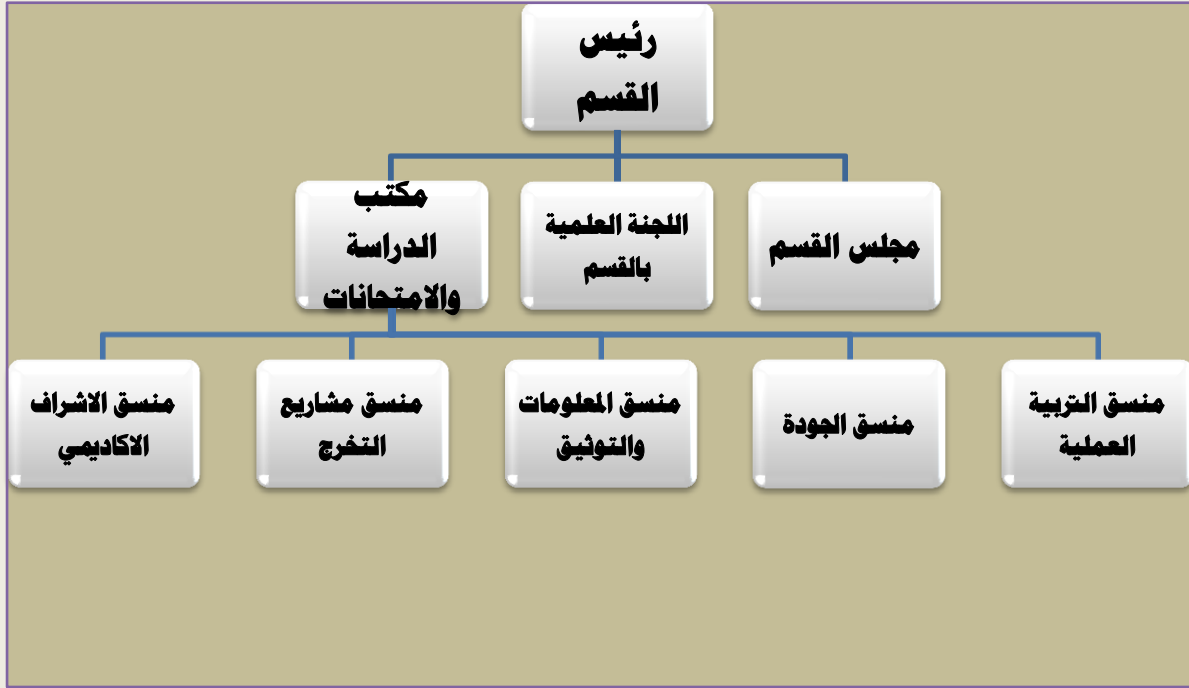 رئيس
القسم
مجلس القسم
اللجنة العلمية
بالقسم
مكتب
الدراسة
والامتحانات
منسق التربية
العملية
منسق الجودة
منسق المعلومات
والتوثيق
منسق مشاريع
التخرج
منسق الاشراف
الاكاديمي